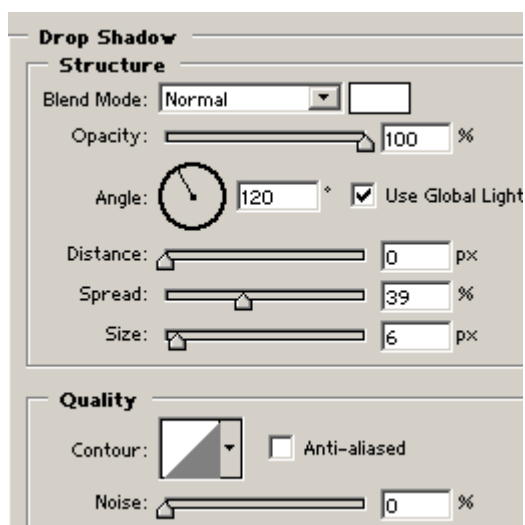 Drop Shadow
Structure
Blend Mode: Normal
Opacity: 100 %
Angle: 120 ° Use Global Light
Distance: 0 px
Spread: 39 %
Size: 6 px
Quality
Contour: Anti-aliased
Noise: 0 %